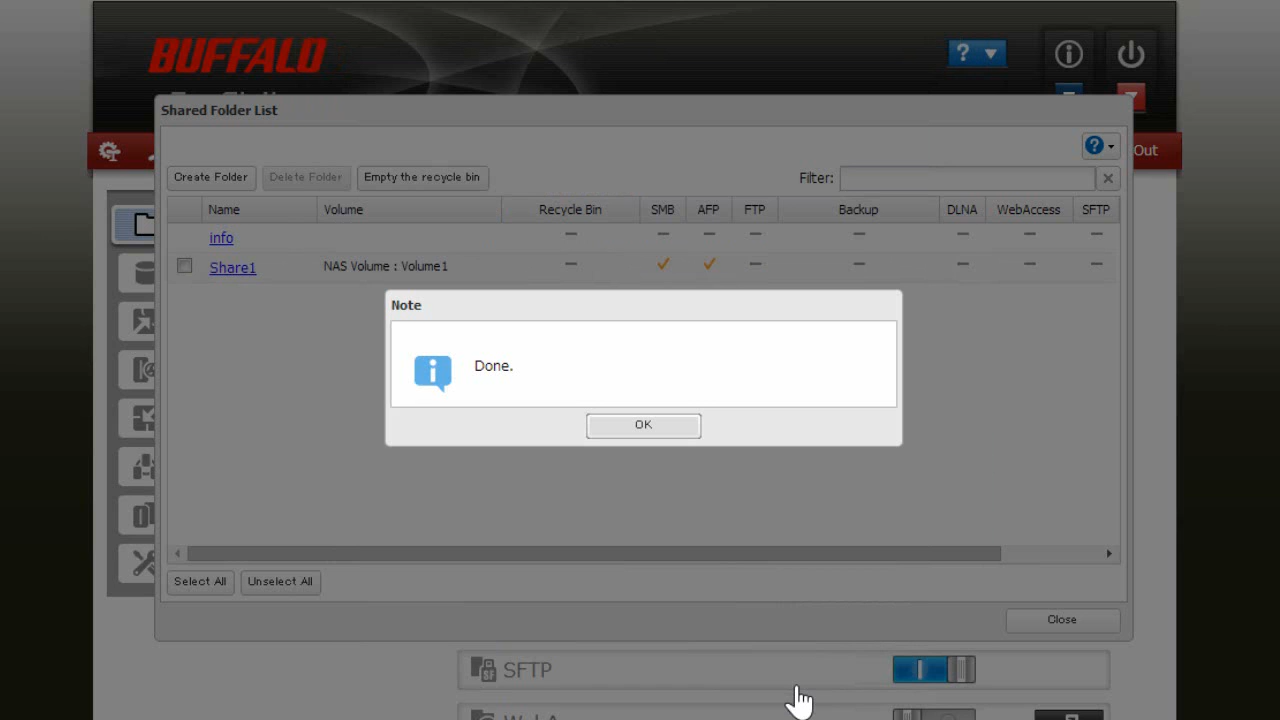 BUFFALO
?
Shared Folder List
Out
?
Create Folder Delete Folder Empty the recycle bin Filter:
Name Volume Recycle Bin SMB AFP FTP Backup DLNA WebAccess SFTP
info
Share1 NAS Volume : Volume1
Note
Done.
OK
Select All Unselect All
Close
SFTP